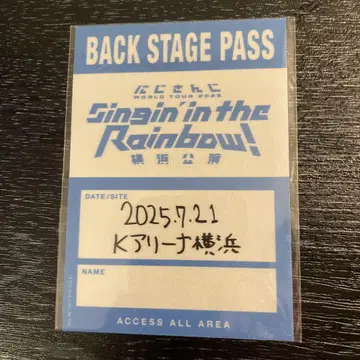 BACK STAGE PASS
にじさんじ
WORLD TOUR 2025
Singin' in the
Rainbow!
横浜公演
DATE/SITE
2025.7.21
Kアリーナ横浜
NAME
ACCESS ALL AREA